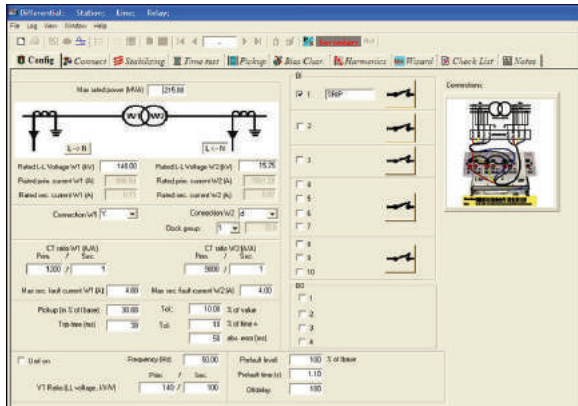 Differential: Station: Line: Relay:
File Log View Window Help
Secondary
Config Connect Stabilizing Time test Pickup Bias Char. Harmonics Wizard Check List Notes
Max rated power (MVA) 215.00
W1 W2
L -> N L <- N
Rated L-L Voltage W1 (kV) 140.00 Rated L-L Voltage W2 (kV) 15.75
Rated prim. current W1 (A) Rated prim. current W2 (A)
Rated sec. current W1 (A) Rated sec. current W2 (A)
Connection W1 Y Connection W2 d
Clock group: 1
CT ratio W1 (A/A) CT ratio W2 (A/A)
Prim. / Sec. Prim. / Sec.
1200 / 1 9000 / 1
Max sec. fault current W1 (A) 4.00 Max sec. fault current W2 (A) 4.00
Pickup (in % of Ibase) 30.00 Tol.: 10.00 % of value
Trip time (ms) 30 Tol: 10 % of time +
50 abs. error (ms)
Uref on Frequency (Hz) 50.00
Prim. / Sec.
VT Ratio (LL voltage, kV/V) 140 / 100
BI
1 TRIP
2
3
4
5
6
7
8
9
10
BO
1
2
3
4
Prefault level: 100 % of Ibase
Prefault time (s) 1.10
Offdelay: 100
Connections: